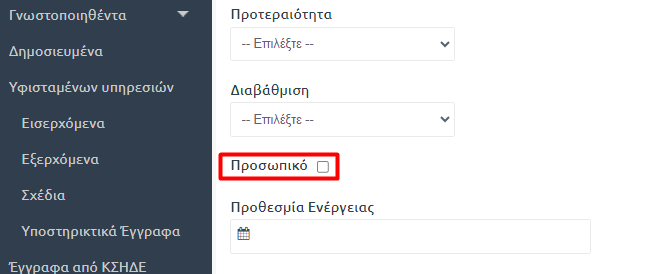 Γνωστοποιηθέντα
Δημοσιευμένα
Υφισταμένων υπηρεσιών
Εισερχόμενα
Εξερχόμενα
Σχέδια
Υποστηρικτικά Έγγραφα
Έγγραφα από ΚΣΗΔΕ
Προτεραιότητα
-- Επιλέξτε --
Διαβάθμιση
-- Επιλέξτε --
Προσωπικό
Προθεσμία Ενέργειας